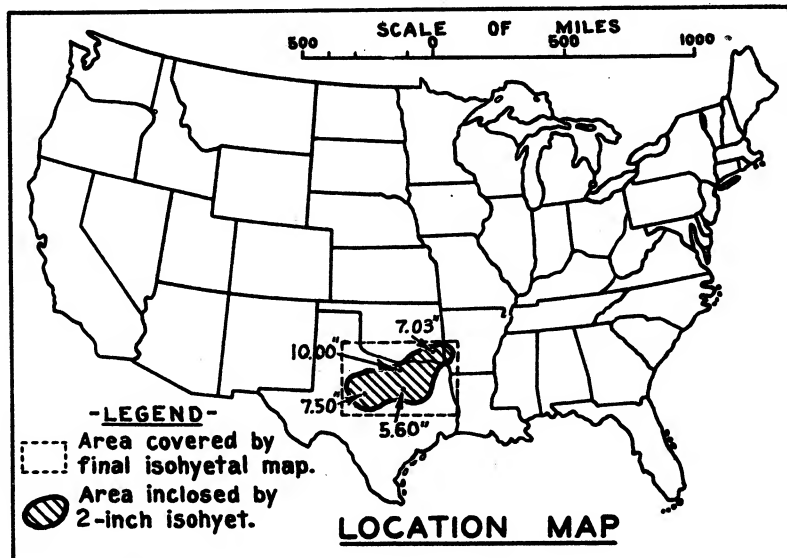 SCALE OF MILES
500 0 500 1000
7.03"
10.00"
7.50"
5.60"
-LEGEND-
Area covered by
final isohyetal map.
Area inclosed by
2-inch isohyet.
LOCATION MAP